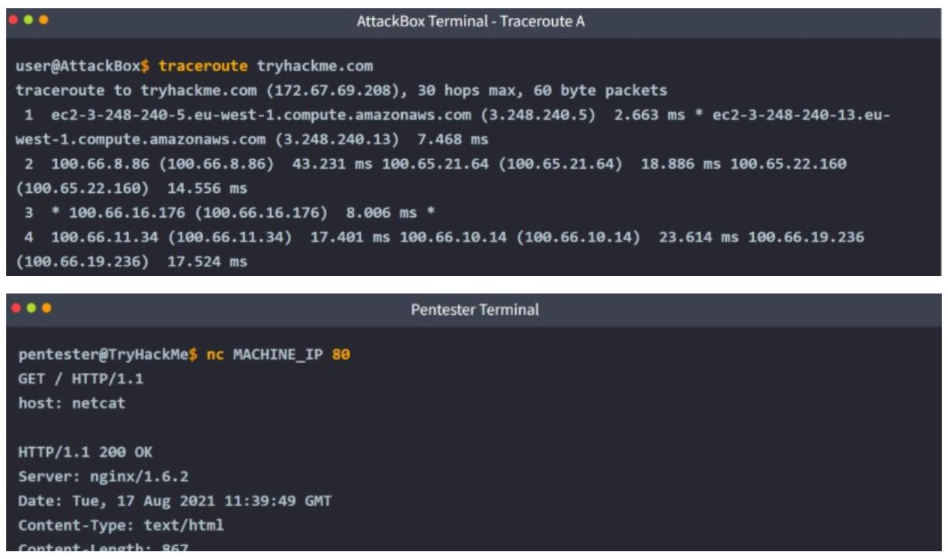 AttackBox Terminal - Traceroute A
user@AttackBox$ traceroute tryhackme.com
traceroute to tryhackme.com (172.67.69.208), 30 hops max, 60 byte packets
1 ec2-3-248-240-5.eu-west-1.compute.amazonaws.com (3.248.240.5) 2.663 ms * ec2-3-248-240-13.eu-
west-1.compute.amazonaws.com (3.248.240.13) 7.468 ms
2 100.66.8.86 (100.66.8.86) 43.231 ms 100.65.21.64 (100.65.21.64) 18.886 ms 100.65.22.160
(100.65.22.160) 14.556 ms
3 * 100.66.16.176 (100.66.16.176) 8.006 ms *
4 100.66.11.34 (100.66.11.34) 17.401 ms 100.66.10.14 (100.66.10.14) 23.614 ms 100.66.19.236
(100.66.19.236) 17.524 ms
Pentester Terminal
pentester@TryHackMe$ nc MACHINE_IP 80
GET / HTTP/1.1
host: netcat
HTTP/1.1 200 OK
Server: nginx/1.6.2
Date: Tue, 17 Aug 2021 11:39:49 GMT
Content-Type: text/html
Content-Length: 867